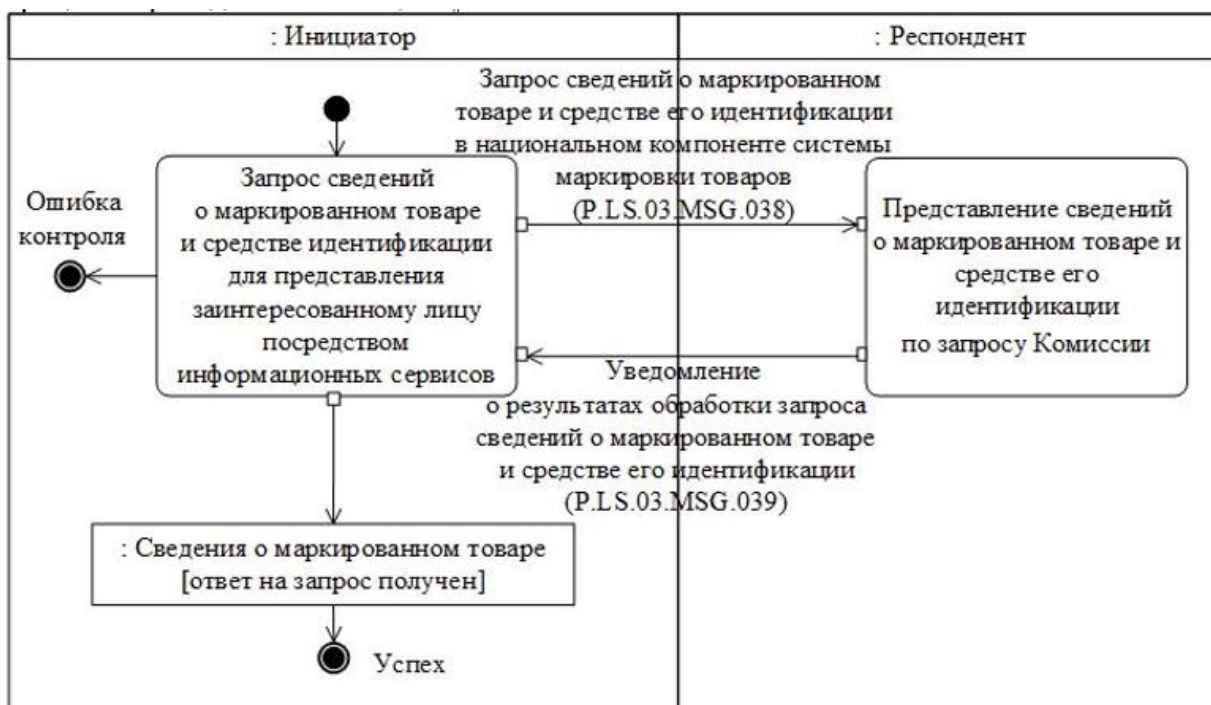 : Инициатор
: Респондент
Запрос сведений о маркированном
товаре и средстве его идентификации
в национальном компоненте системы
маркировки товаров
(P.LS.03.MSG.038)
Ошибка
контроля
Запрос сведений
о маркированном товаре
и средстве идентификации
для представления
заинтересованному лицу
посредством
информационных сервисов
Представление сведений
о маркированном товаре и
средстве его
идентификации
по запросу Комиссии
Уведомление
о результатах обработки запроса
сведений о маркированном товаре
и средстве его идентификации
(P.LS.03.MSG.039)
: Сведения о маркированном товаре
[ответ на запрос получен]
Успех